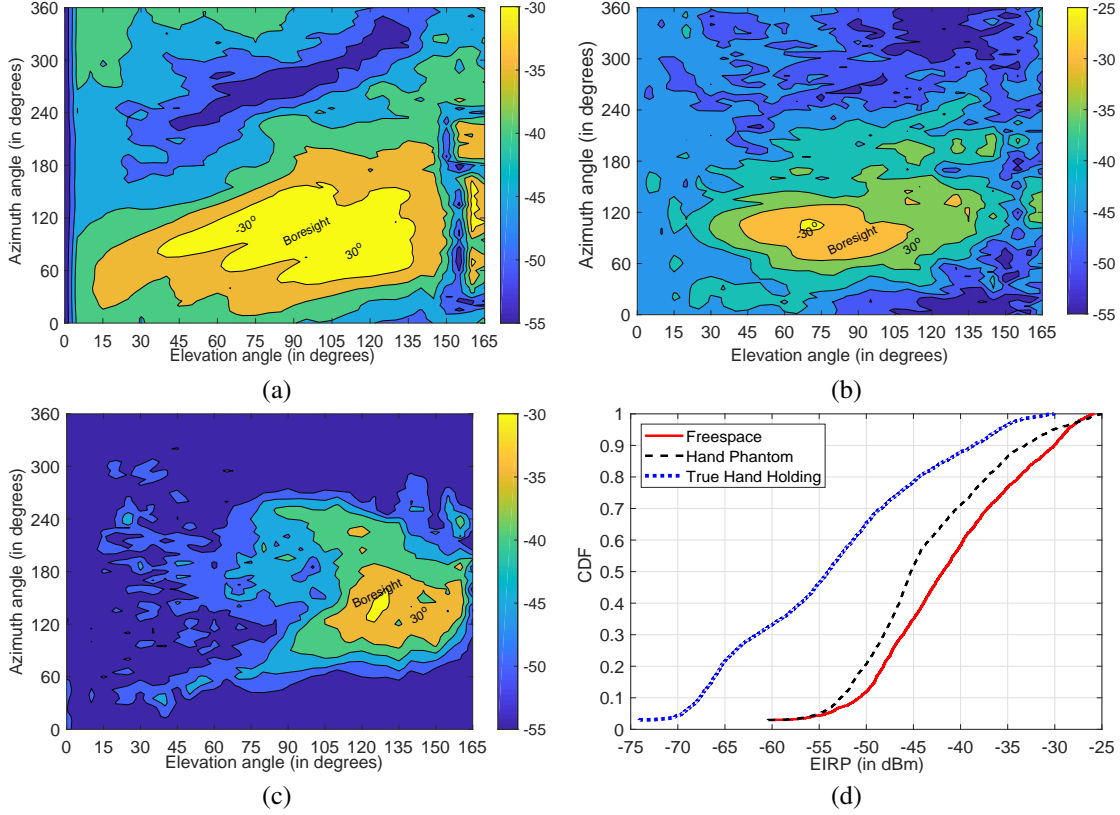 360
300
240
180
120
60
0
Azimuth angle (in degrees)
-30°
Boresight
30°
0 15 30 45 60 75 90 105 120 135 150 165
Elevation angle (in degrees)
-30
-35
-40
-45
-50
-55
(a)
360
300
240
180
120
60
0
Azimuth angle (in degrees)
-30°
Boresight
30°
0 15 30 45 60 75 90 105 120 135 150 165
Elevation angle (in degrees)
-25
-30
-35
-40
-45
-50
-55
(b)
360
300
240
180
120
60
0
Azimuth angle (in degrees)
Boresight
30°
0 15 30 45 60 75 90 105 120 135 150 165
Elevation angle (in degrees)
-30
-35
-40
-45
-50
-55
(c)
1
0.9
0.8
0.7
0.6
0.5
0.4
0.3
0.2
0.1
0
CDF
Freespace
Hand Phantom
True Hand Holding
-75 -70 -65 -60 -55 -50 -45 -40 -35 -30 -25
EIRP (in dBm)
(d)